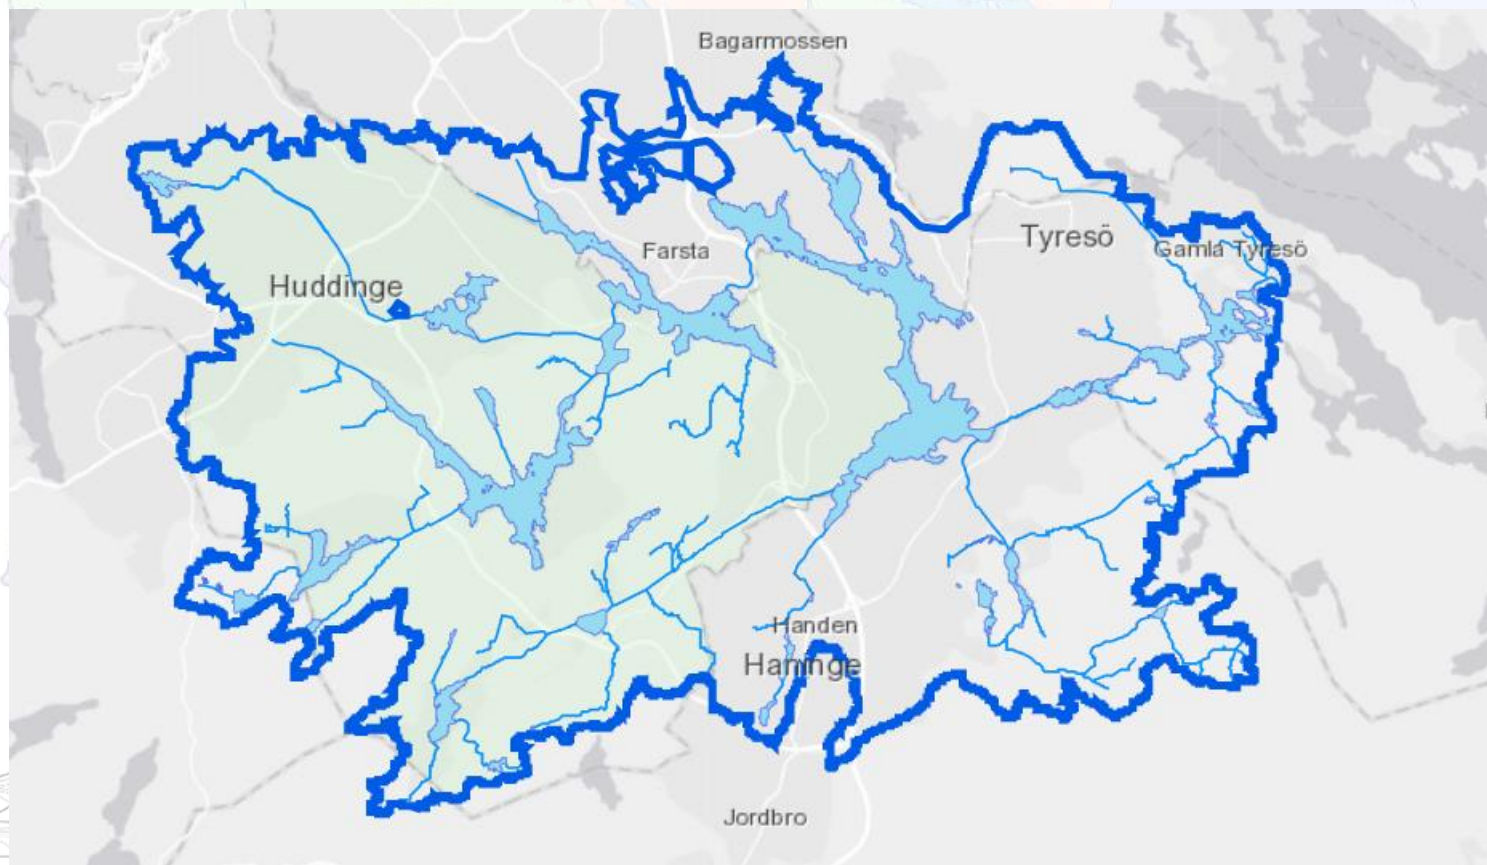 Bagarmossen
Tyresö
Farsta
Gamla Tyresö
Huddinge
Handen
Haninge
Jordbro